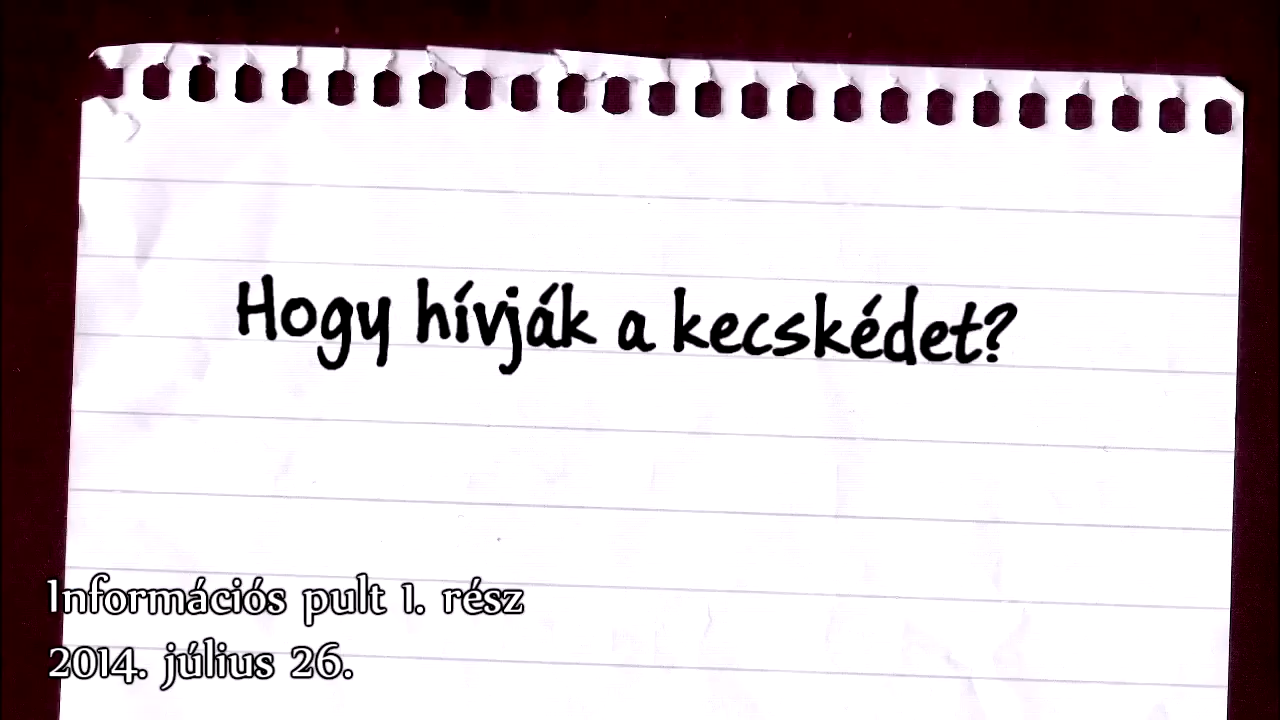 Hogy hívják a kecskédet?
Információs pult 1. rész
2014. július 26.